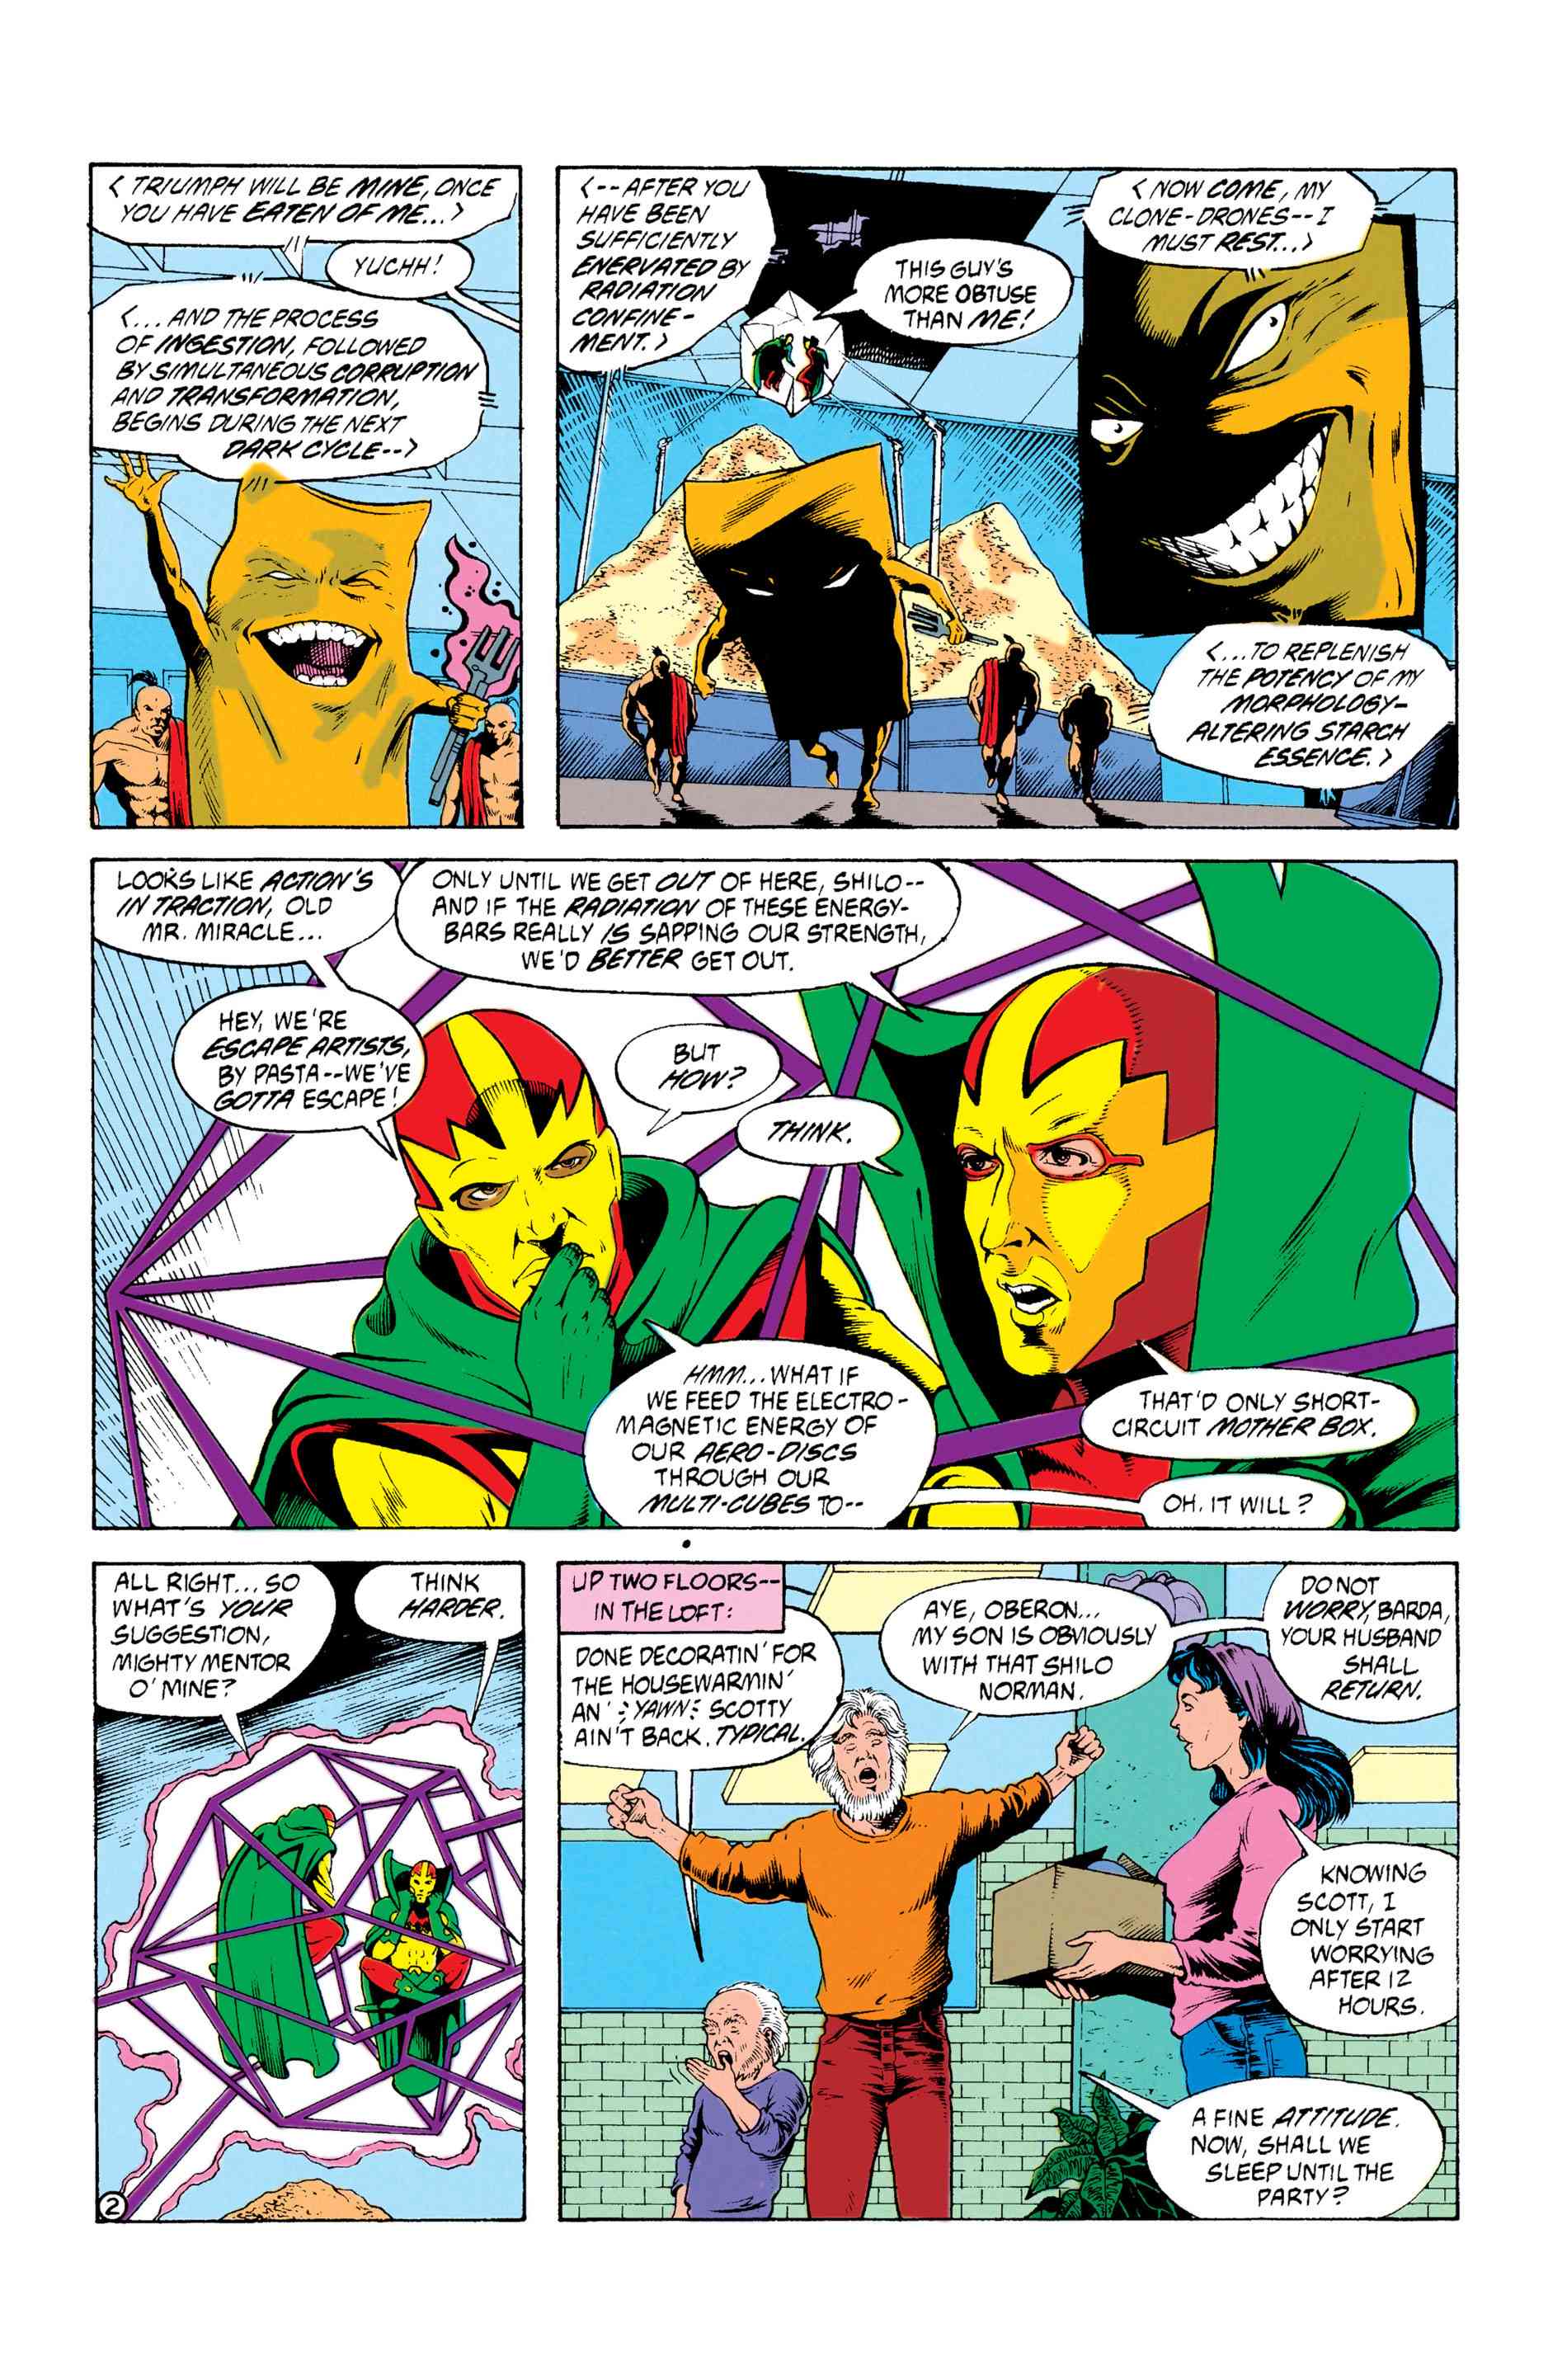 < TRIUMPH WILL BE MINE, ONCE
YOU HAVE EATEN OF ME...>
YUCHH!
<...AND THE PROCESS
OF INGESTION, FOLLOWED
BY SIMULTANEOUS CORRUPTION
AND TRANSFORMATION,
BEGINS DURING THE NEXT
DARK CYCLE-->
<--AFTER YOU
HAVE BEEN
SUFFICIENTLY
ENERVATED BY
RADIATION
CONFINE-
MENT.>
THIS GUY'S
MORE OBTUSE
THAN ME!
<NOW COME, MY
CLONE-DRONES--I
MUST REST...>
<...TO REPLENISH
THE POTENCY OF MY
MORPHOLOGY-
ALTERING STARCH
ESSENCE.>
LOOKS LIKE ACTION'S
IN TRACTION, OLD
MR. MIRACLE...
ONLY UNTIL WE GET OUT OF HERE, SHILO--
AND IF THE RADIATION OF THESE ENERGY-
BARS REALLY IS SAPPING OUR STRENGTH,
WE'D BETTER GET OUT.
HEY, WE'RE
ESCAPE ARTISTS,
BY PASTA--WE'VE
GOTTA ESCAPE!
BUT
HOW?
THINK.
HMM...WHAT IF
WE FEED THE ELECTRO-
MAGNETIC ENERGY OF
OUR AERO-DISCS
THROUGH OUR
MULTI-CUBES TO--
THAT'D ONLY SHORT-
CIRCUIT MOTHER BOX.
OH. IT WILL?
ALL RIGHT...SO
WHAT'S YOUR
SUGGESTION,
MIGHTY MENTOR
O' MINE?
THINK
HARDER.
2
UP TWO FLOORS--
IN THE LOFT:
DONE DECORATIN' FOR
THE HOUSEWARMIN'
AN' :YAWN: SCOTTY
AIN'T BACK. TYPICAL.
AYE, OBERON...
MY SON IS OBVIOUSLY
WITH THAT SHILO
NORMAN.
DO NOT
WORRY, BARDA,
YOUR HUSBAND
SHALL
RETURN.
KNOWING
SCOTT, I
ONLY START
WORRYING
AFTER 12
HOURS.
A FINE ATTITUDE.
NOW, SHALL WE
SLEEP UNTIL THE
PARTY?